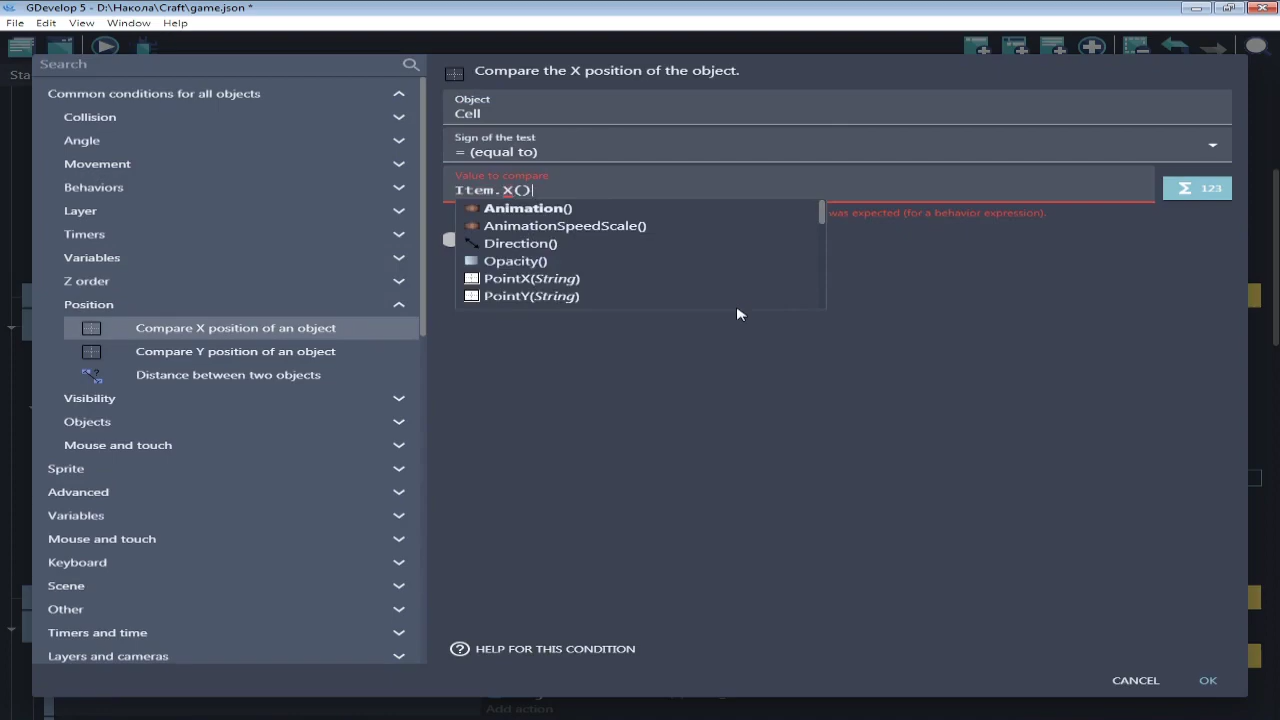 GDevelop 5 - D:\Накола\Craft\game.json *
File Edit View Window Help
Sta
Search
Common conditions for all objects
Collision
Angle
Movement
Behaviors
Layer
Timers
Variables
Z order
Position
Compare X position of an object
Compare Y position of an object
Distance between two objects
Visibility
Objects
Mouse and touch
Sprite
Advanced
Variables
Mouse and touch
Keyboard
Scene
Other
Timers and time
Layers and cameras
Compare the X position of the object.
Object
Cell
Sign of the test
= (equal to)
Value to compare
Item.X()
Σ 123
was expected (for a behavior expression).
Animation()
AnimationSpeedScale()
Direction()
Opacity()
PointX(String)
PointY(String)
? HELP FOR THIS CONDITION
CANCEL OK
Add action